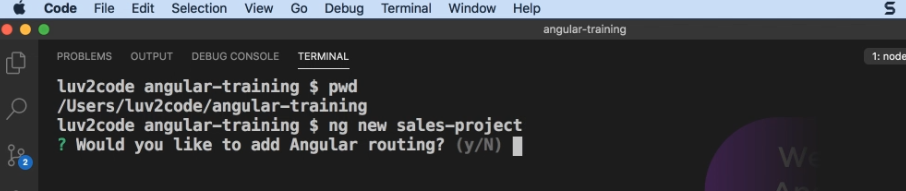 Code File Edit Selection View Go Debug Terminal Window Help
angular-training
PROBLEMS OUTPUT DEBUG CONSOLE TERMINAL 1: node
luv2code angular-training $ pwd
/Users/luv2code/angular-training
luv2code angular-training $ ng new sales-project
? Would you like to add Angular routing? (y/N)
2